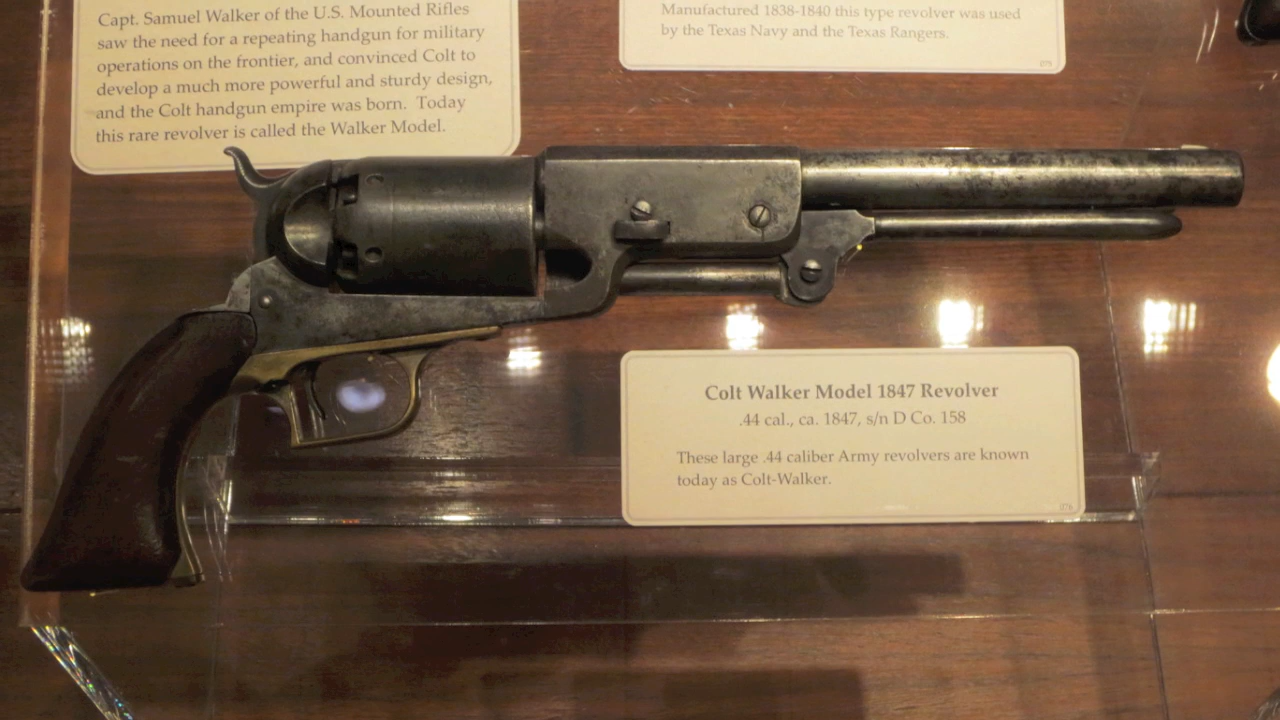 Capt. Samuel Walker of the U.S. Mounted Rifles
saw the need for a repeating handgun for military
operations on the frontier, and convinced Colt to
develop a much more powerful and sturdy design,
and the Colt handgun empire was born.  Today
this rare revolver is called the Walker Model.
Manufactured 1838-1840 this type revolver was used
by the Texas Navy and the Texas Rangers.
Colt Walker Model 1847 Revolver
.44 cal., ca. 1847, s/n D Co. 158
These large .44 caliber Army revolvers are known
today as Colt-Walker.
076